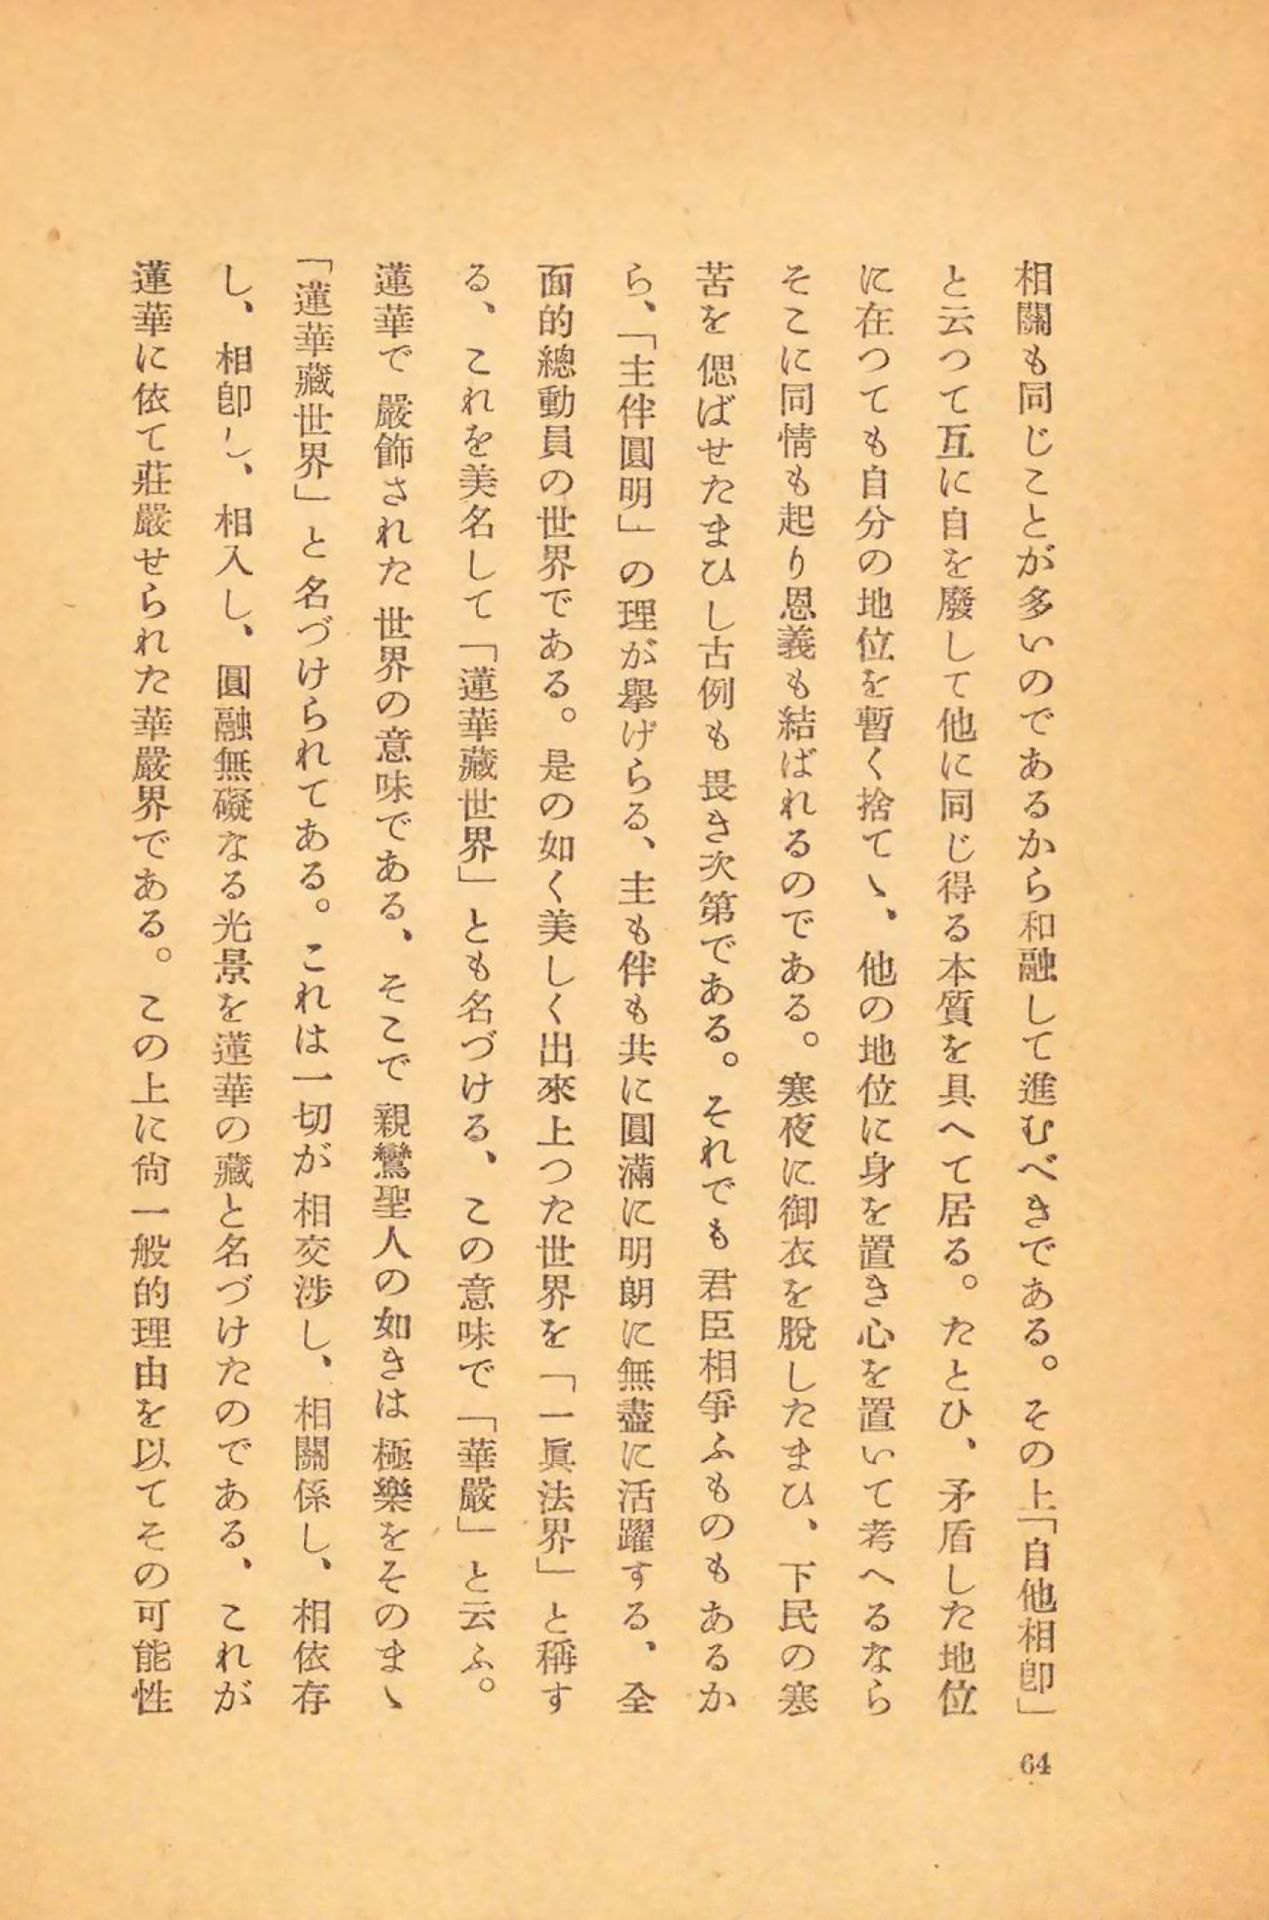 相關も同じことが多いのであるから和融して進むべきである。その上「自他相卽」
と云つて互に自を廢して他に同じ得る本質を具へて居る。たとひ、矛盾した地位
に在つても自分の地位を暫く捨てゝ、他の地位に身を置き心を置いて考へるなら
そこに同情も起り恩義も結ばれるのである。寒夜に御衣を脫したまひ、下民の寒
苦を偲ばせたまひし古例も畏き次第である。それでも君臣相爭ふものもあるか
ら、「主伴圓明」の理が擧げらる、主も伴も共に圓滿に明朗に無盡に活躍する、全
面的總動員の世界である。是の如く美しく出來上つた世界を「一眞法界」と稱す
る、これを美名して「蓮華藏世界」とも名づける、この意味で「華嚴」と云ふ。
蓮華で嚴飾された世界の意味である、そこで親鸞聖人の如きは極樂をそのまゝ
「蓮華藏世界」と名づけられてある。これは一切が相交涉し、相關係し、相依存
し、相卽し、相入し、圓融無礙なる光景を蓮華の藏と名づけたのである、これが
蓮華に依て莊嚴せられた華嚴界である。この上に尙一般的理由を以てその可能性
64